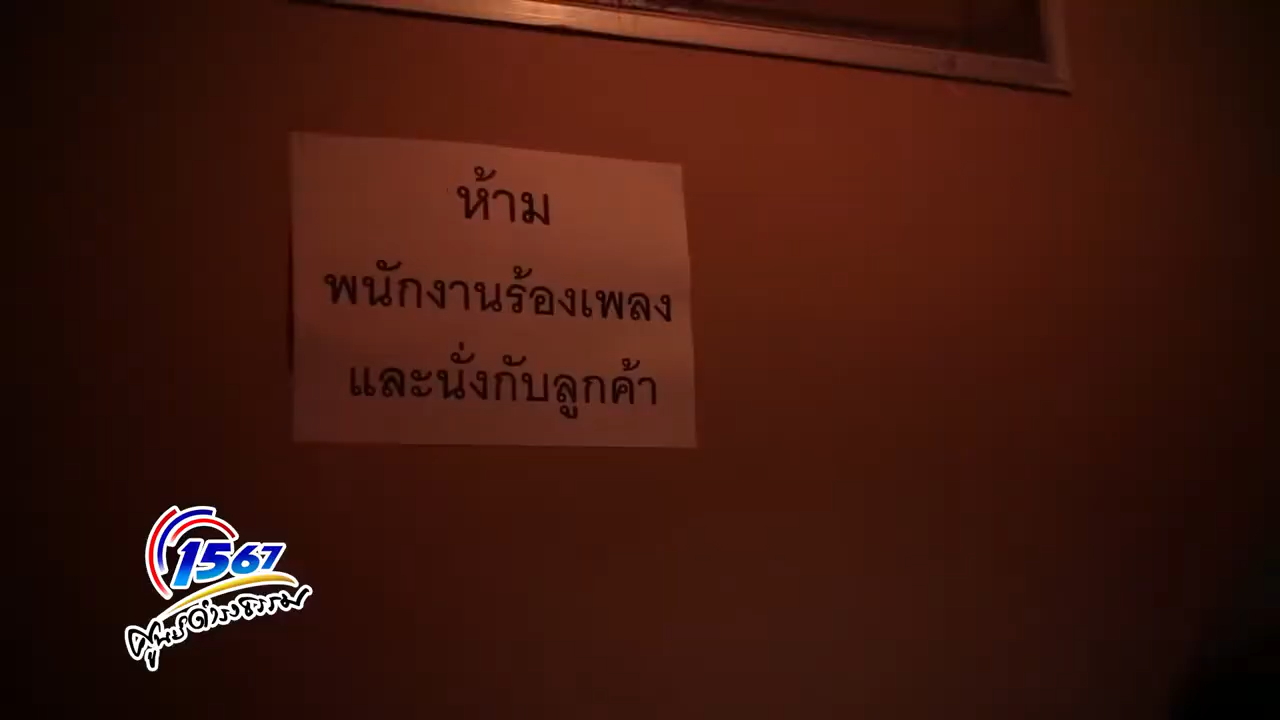 ห้าม
พนักงานร้องเพลง
และนั่งกับลูกค้า
1567
ศูนย์ดำรงธรรม